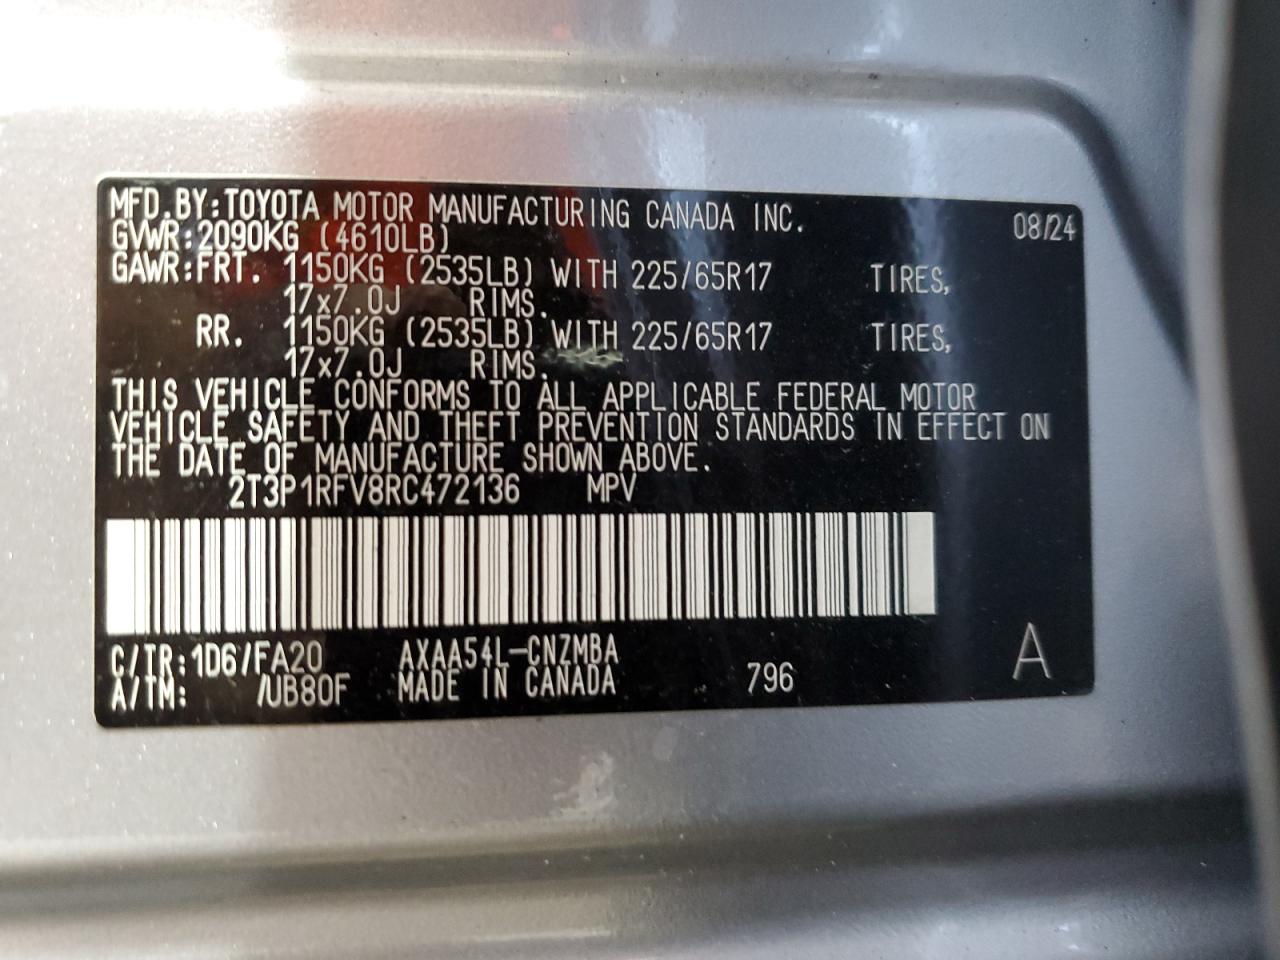 MFD.BY:TOYOTA MOTOR MANUFACTURING CANADA INC. 08/24
GVWR:2090KG (4610LB)
GAWR:FRT. 1150KG (2535LB) WITH 225/65R17 TIRES,
17x7.0J RIMS.
RR. 1150KG (2535LB) WITH 225/65R17 TIRES,
17x7.0J RIMS.
THIS VEHICLE CONFORMS TO ALL APPLICABLE FEDERAL MOTOR
VEHICLE SAFETY AND THEFT PREVENTION STANDARDS IN EFFECT ON
THE DATE OF MANUFACTURE SHOWN ABOVE.
2T3P1RFV8RC472136 MPV
C/TR:1D6/FA20 AXAA54L-CNZMBA
A/TM: /UB80F MADE IN CANADA 796 A